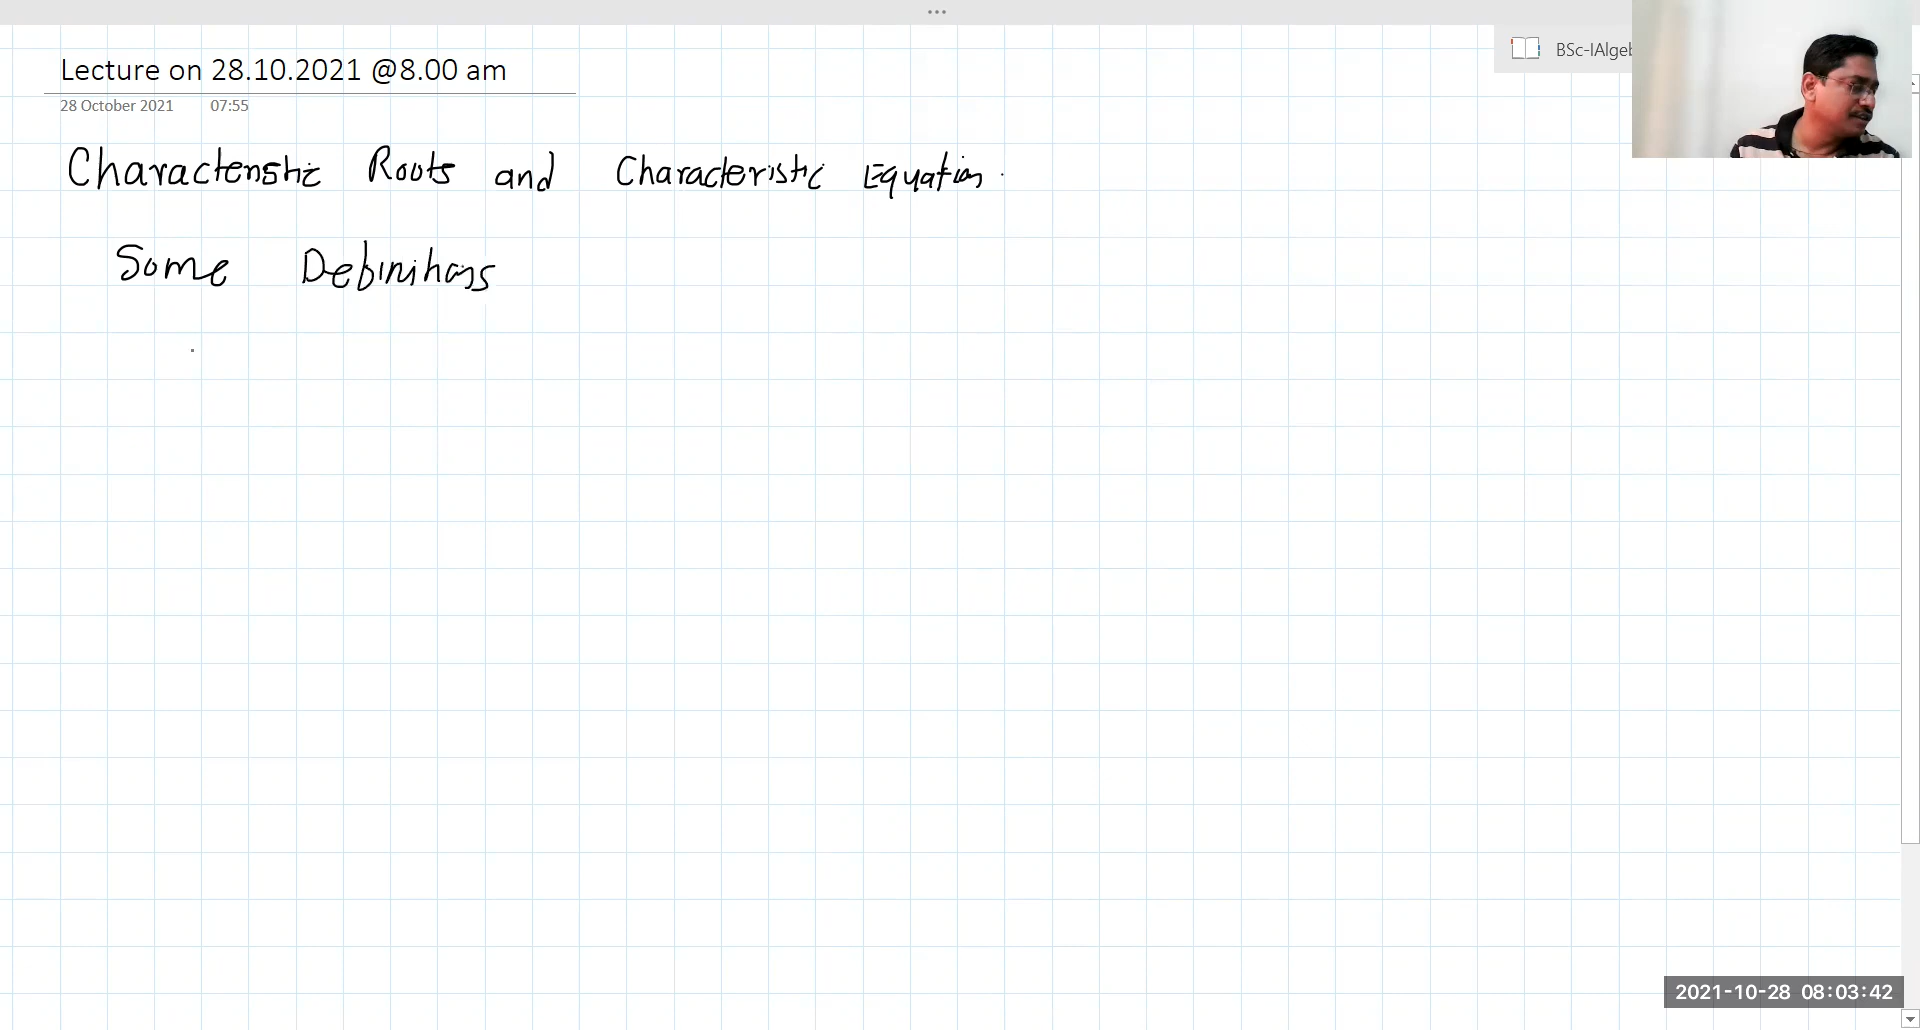 Lecture on 28.10.2021 @8.00 am
BSc-IAlgeb
28 October 2021 07:55
Characteristic Roots and Characteristic Equation.
Some Definitions
2021-10-28 08:03:42